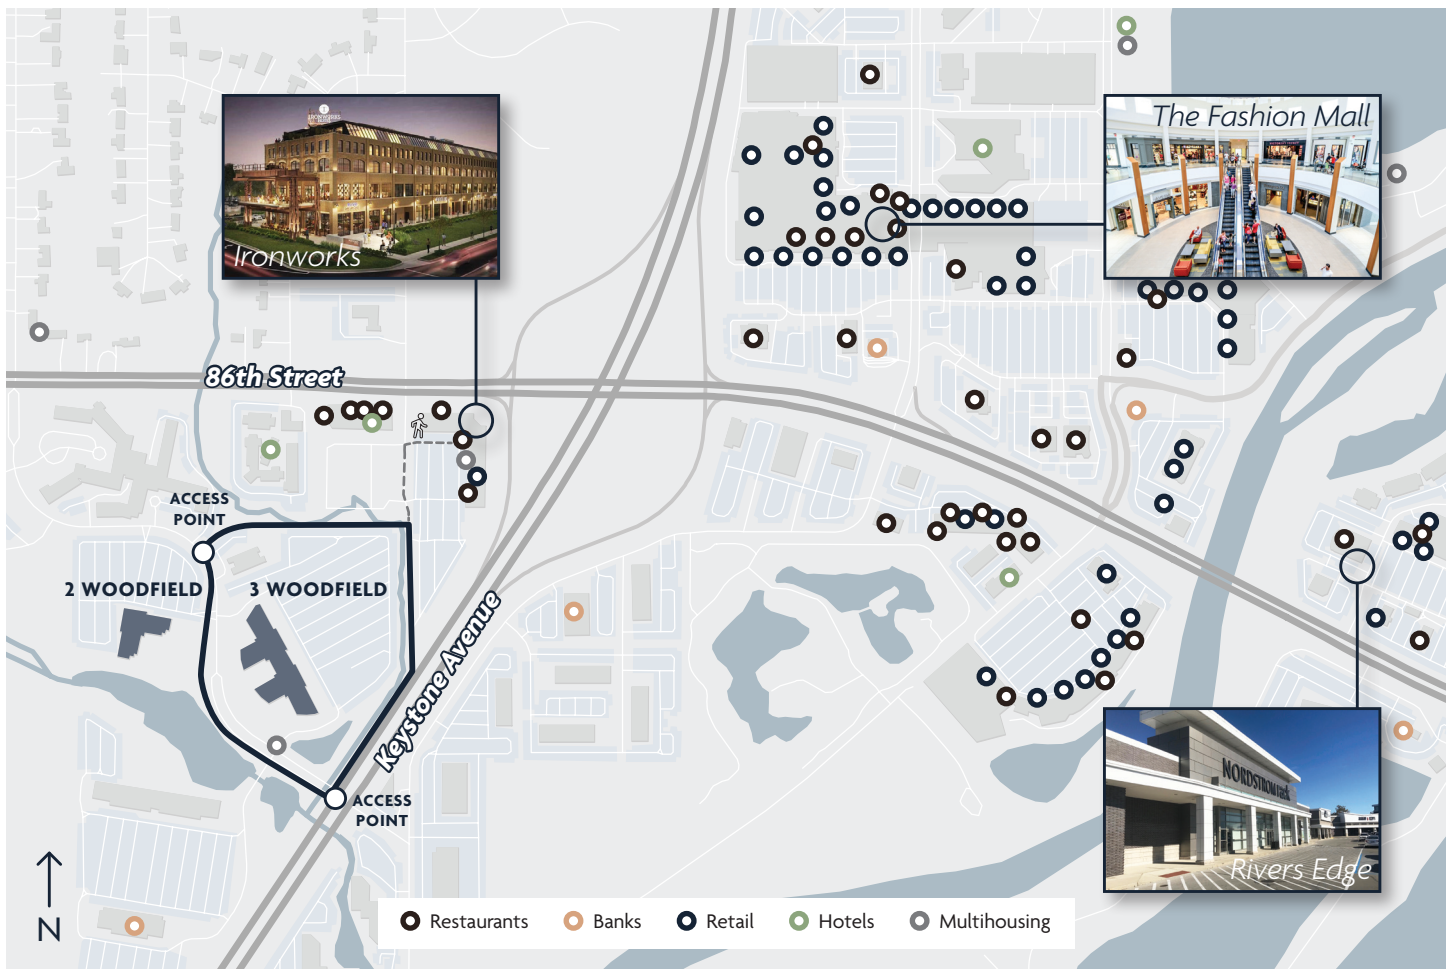 The Fashion Mall
IRONWORKS
Ironworks
86th Street
ACCESS
POINT
2 WOODFIELD
3 WOODFIELD
Keystone Avenue
ACCESS
POINT
NORDSTROM rack
Rivers Edge
N
Restaurants
Banks
Retail
Hotels
Multihousing